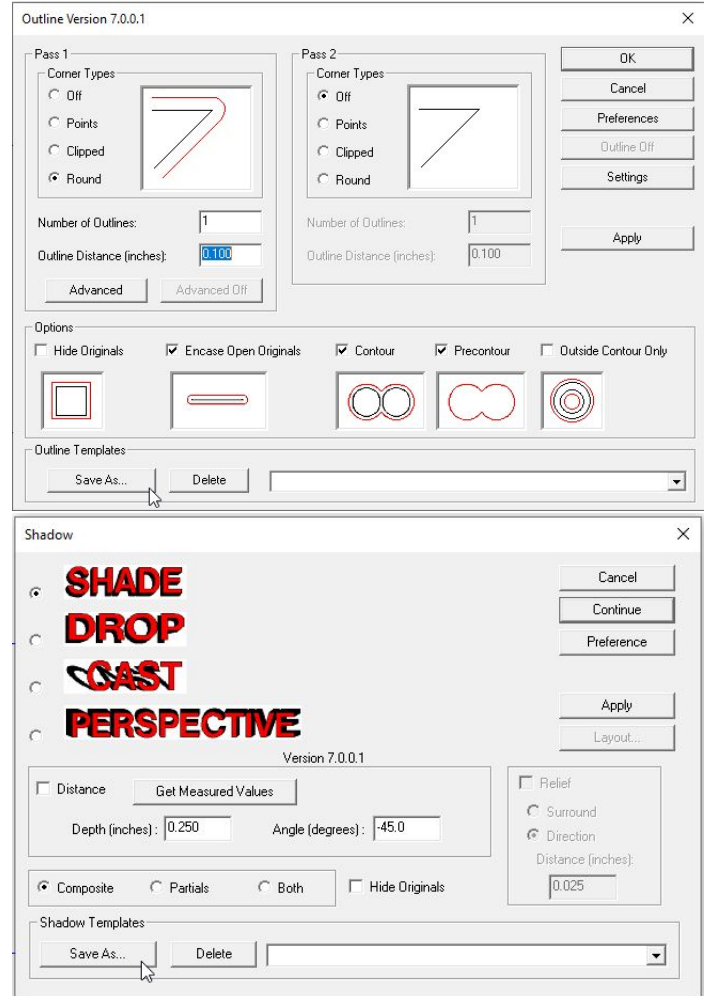 Outline Version 7.0.0.1
Pass 1
Corner Types
Off
Points
Clipped
Round
Number of Outlines: 1
Outline Distance (inches): 0.100
Advanced Advanced Off
Pass 2
Corner Types
Off
Points
Clipped
Round
Number of Outlines: 1
Outline Distance (inches): 0.100
OK
Cancel
Preferences
Outline Off
Settings
Apply
Options
Hide Originals Encase Open Originals Contour Precontour Outside Contour Only
Outline Templates
Save As... Delete
Shadow
SHADE
DROP
CAST
PERSPECTIVE
Cancel
Continue
Preference
Apply
Layout...
Version 7.0.0.1
Distance Get Measured Values
Depth (inches) : 0.250 Angle (degrees) : -45.0
Relief
Surround
Direction
Distance (inches):
0.025
Composite Partials Both Hide Originals
Shadow Templates
Save As... Delete